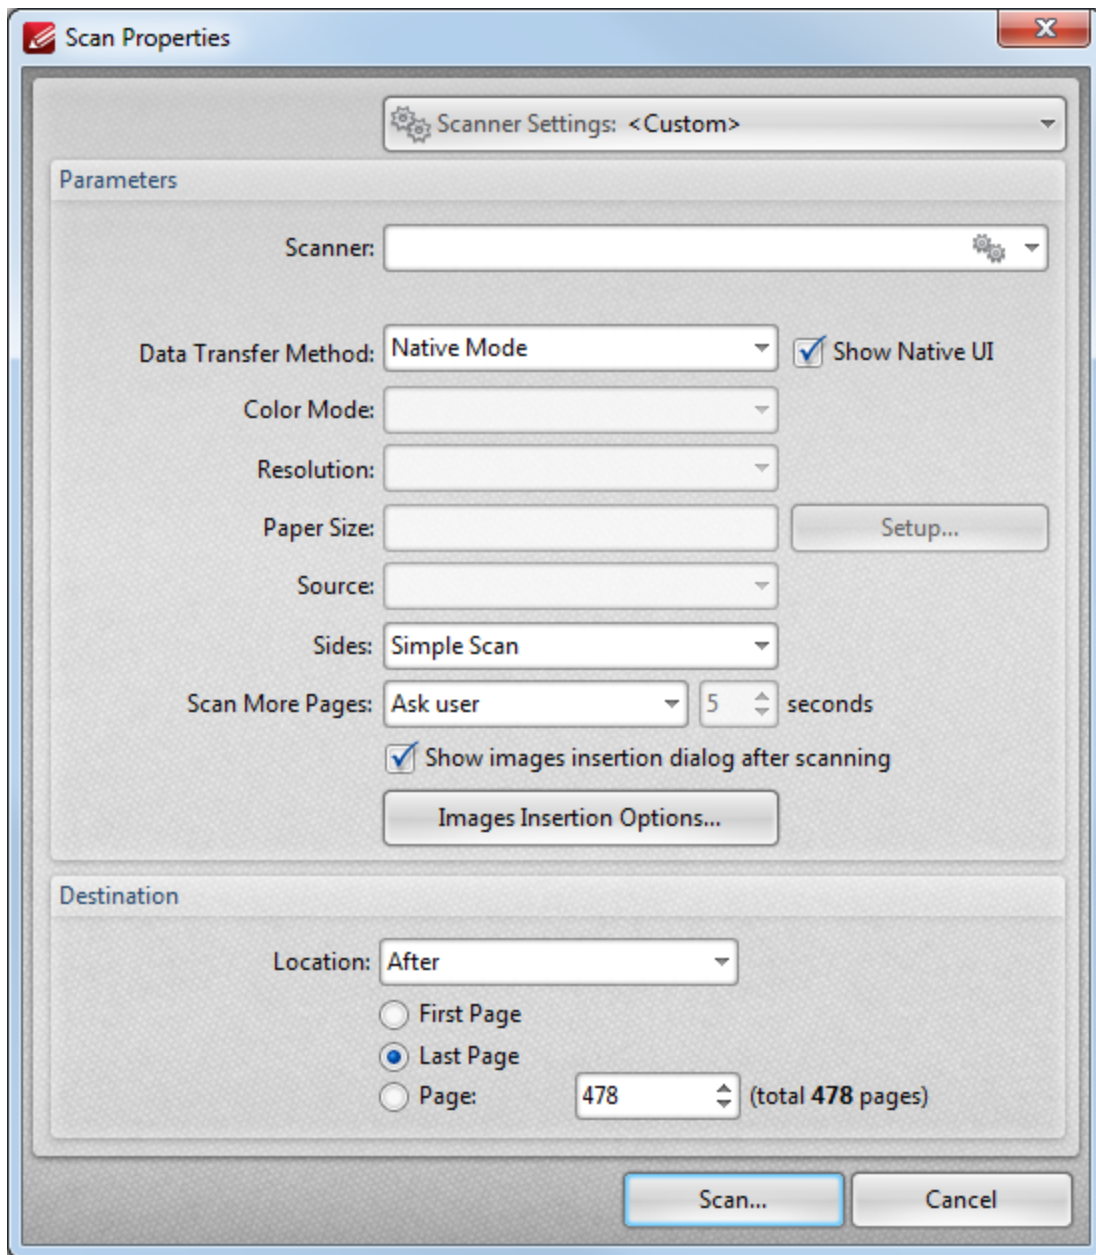 Scan Properties
Scanner Settings: <Custom>
Parameters
Scanner:
Data Transfer Method: Native Mode Show Native UI
Color Mode:
Resolution:
Paper Size: Setup...
Source:
Sides: Simple Scan
Scan More Pages: Ask user 5 seconds
Show images insertion dialog after scanning
Images Insertion Options...
Destination
Location: After
First Page
Last Page
Page: 478 (total 478 pages)
Scan... Cancel